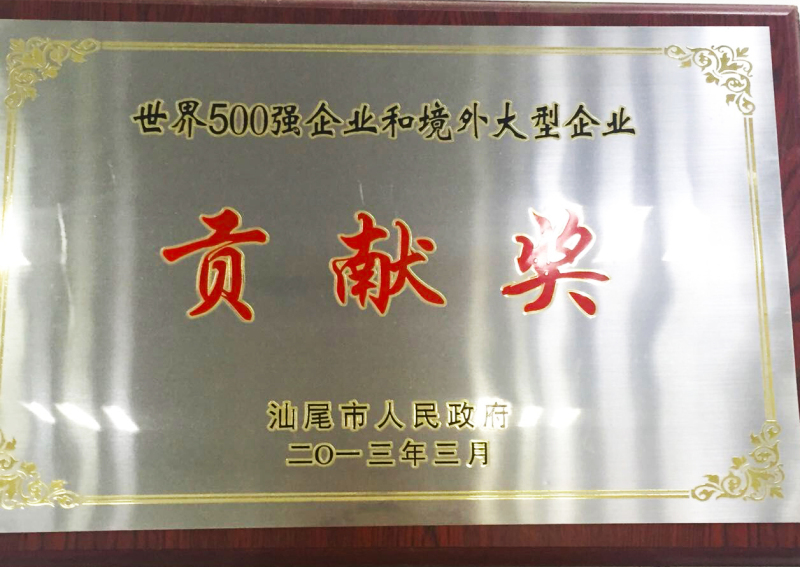 世界500强企业和境外大型企业
贡献奖
汕尾市人民政府
二〇一三年三月